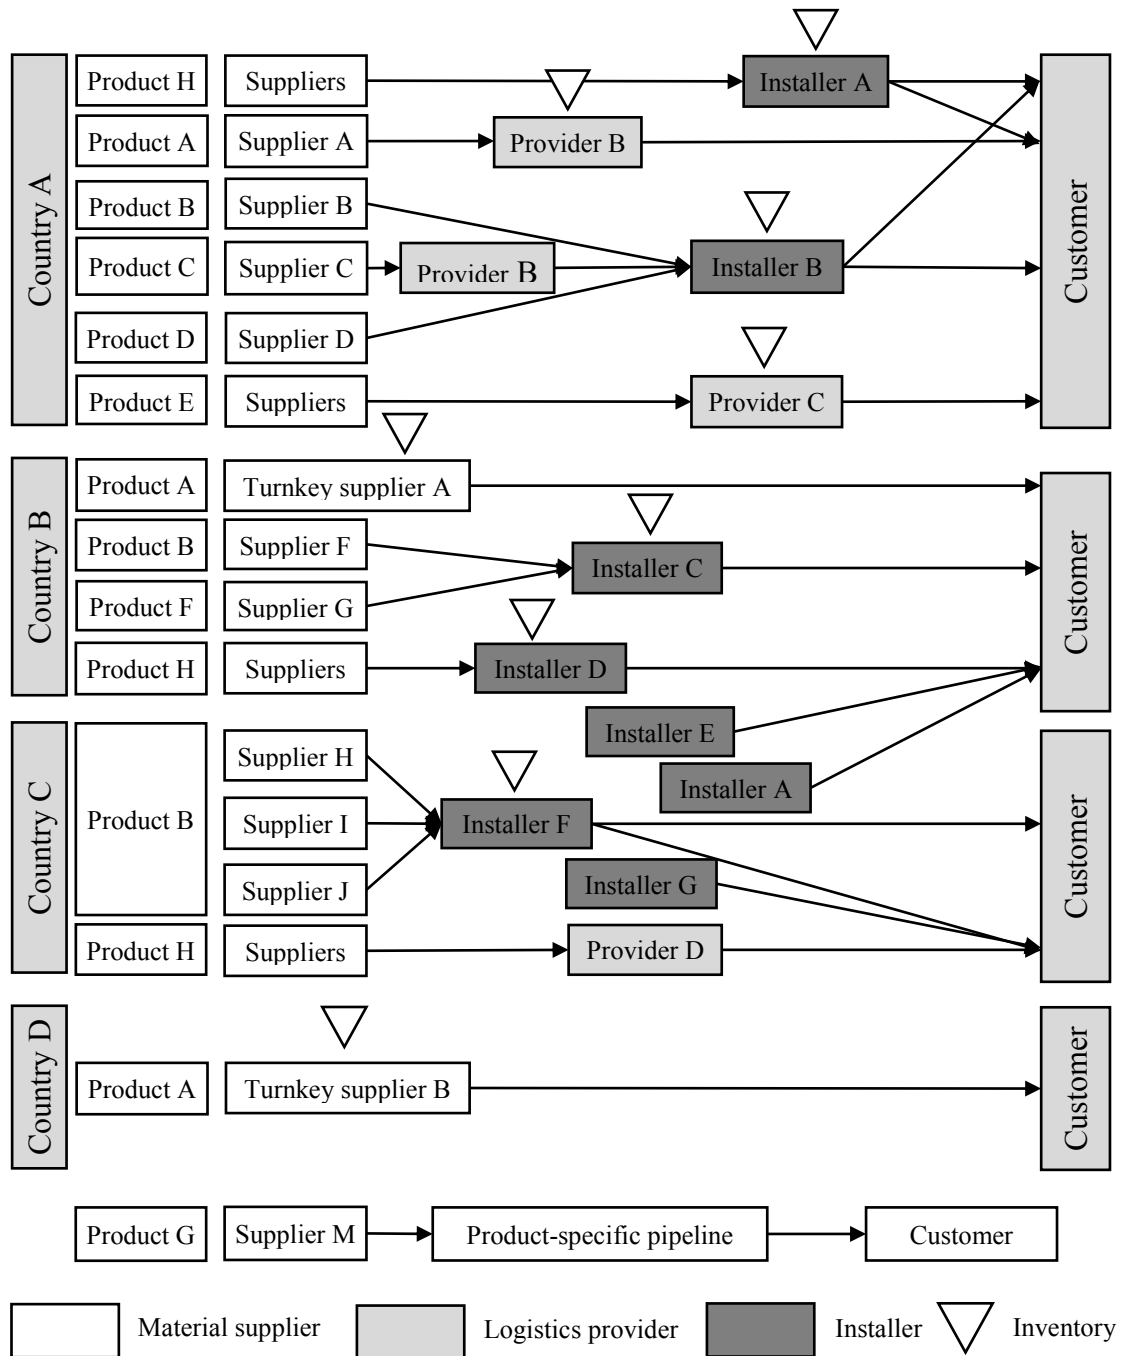 Country A
Product H
Suppliers
Installer A
Customer
Product A
Supplier A
Provider B
Product B
Supplier B
Product C
Supplier C
Provider B
Installer B
Product D
Supplier D
Product E
Suppliers
Provider C
Country B
Product A
Turnkey supplier A
Customer
Product B
Supplier F
Installer C
Product F
Supplier G
Product H
Suppliers
Installer D
Installer E
Installer A
Country C
Product B
Supplier H
Customer
Supplier I
Installer F
Supplier J
Installer G
Product H
Suppliers
Provider D
Country D
Product A
Turnkey supplier B
Customer
Product G
Supplier M
Product-specific pipeline
Customer
Material supplier
Logistics provider
Installer
Inventory